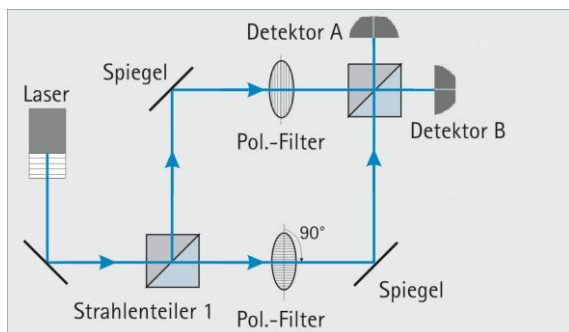 Detektor A
Spiegel
Laser
Detektor B
Pol.-Filter
90°
Spiegel
Strahlenteiler 1
Pol.-Filter